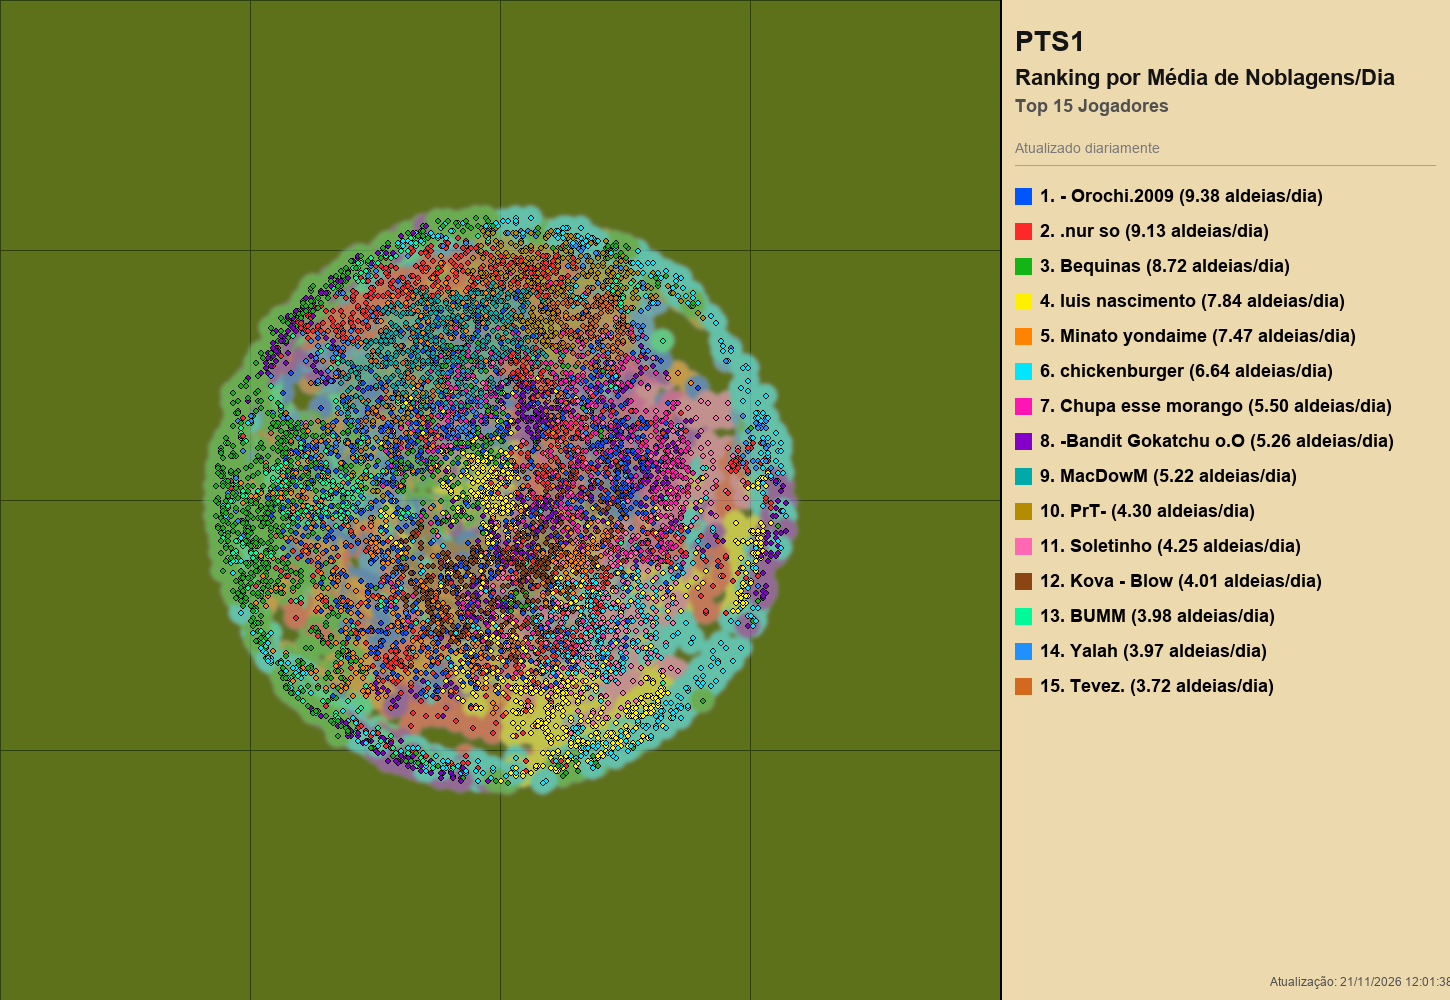 PTS1
Ranking por Média de Noblagens/Dia
Top 15 Jogadores
Atualizado diariamente
1. - Orochi.2009 (9.38 aldeias/dia)
2. .nur so (9.13 aldeias/dia)
3. Bequinas (8.72 aldeias/dia)
4. luis nascimento (7.84 aldeias/dia)
5. Minato yondaime (7.47 aldeias/dia)
6. chickenburger (6.64 aldeias/dia)
7. Chupa esse morango (5.50 aldeias/dia)
8. -Bandit Gokatchu o.O (5.26 aldeias/dia)
9. MacDowM (5.22 aldeias/dia)
10. PrT- (4.30 aldeias/dia)
11. Soletinho (4.25 aldeias/dia)
12. Kova - Blow (4.01 aldeias/dia)
13. BUMM (3.98 aldeias/dia)
14. Yalah (3.97 aldeias/dia)
15. Tevez. (3.72 aldeias/dia)
Atualização: 21/11/2026 12:01:38